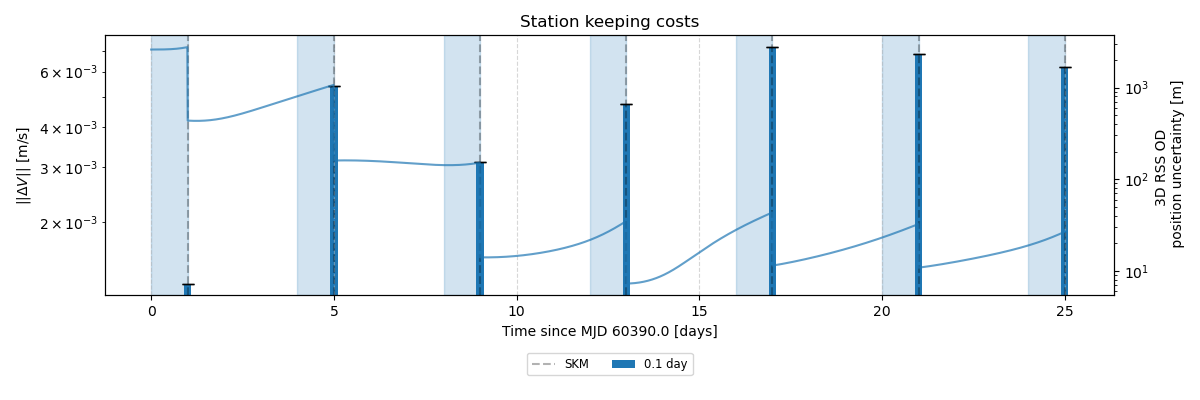 Station keeping costs
6 × 10⁻³
4 × 10⁻³
3 × 10⁻³
2 × 10⁻³
||ΔV|| [m/s]
10³
10²
10¹
3D RSS OD
position uncertainty [m]
0 5 10 15 20 25
Time since MJD 60390.0 [days]
SKM 0.1 day